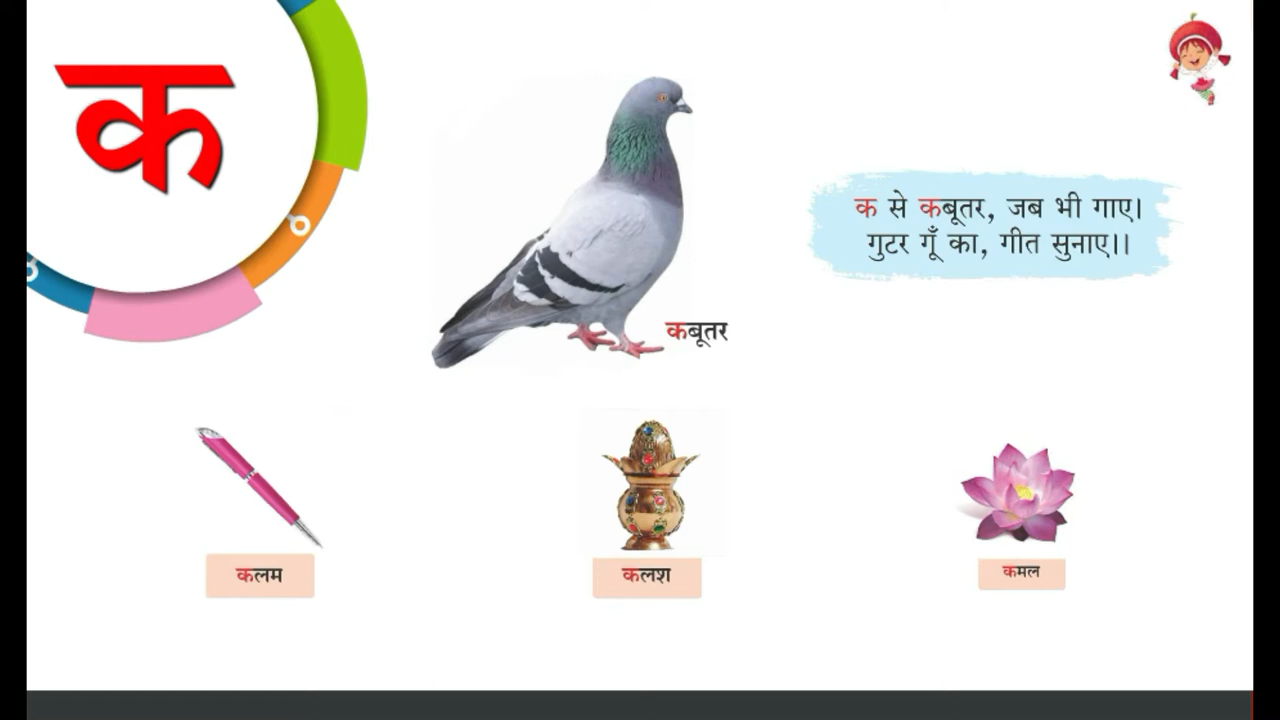 क
क से कबूतर, जब भी गाए।
गुटर गूँ का, गीत सुनाए।।
कबूतर
कलम
कलश
कमल